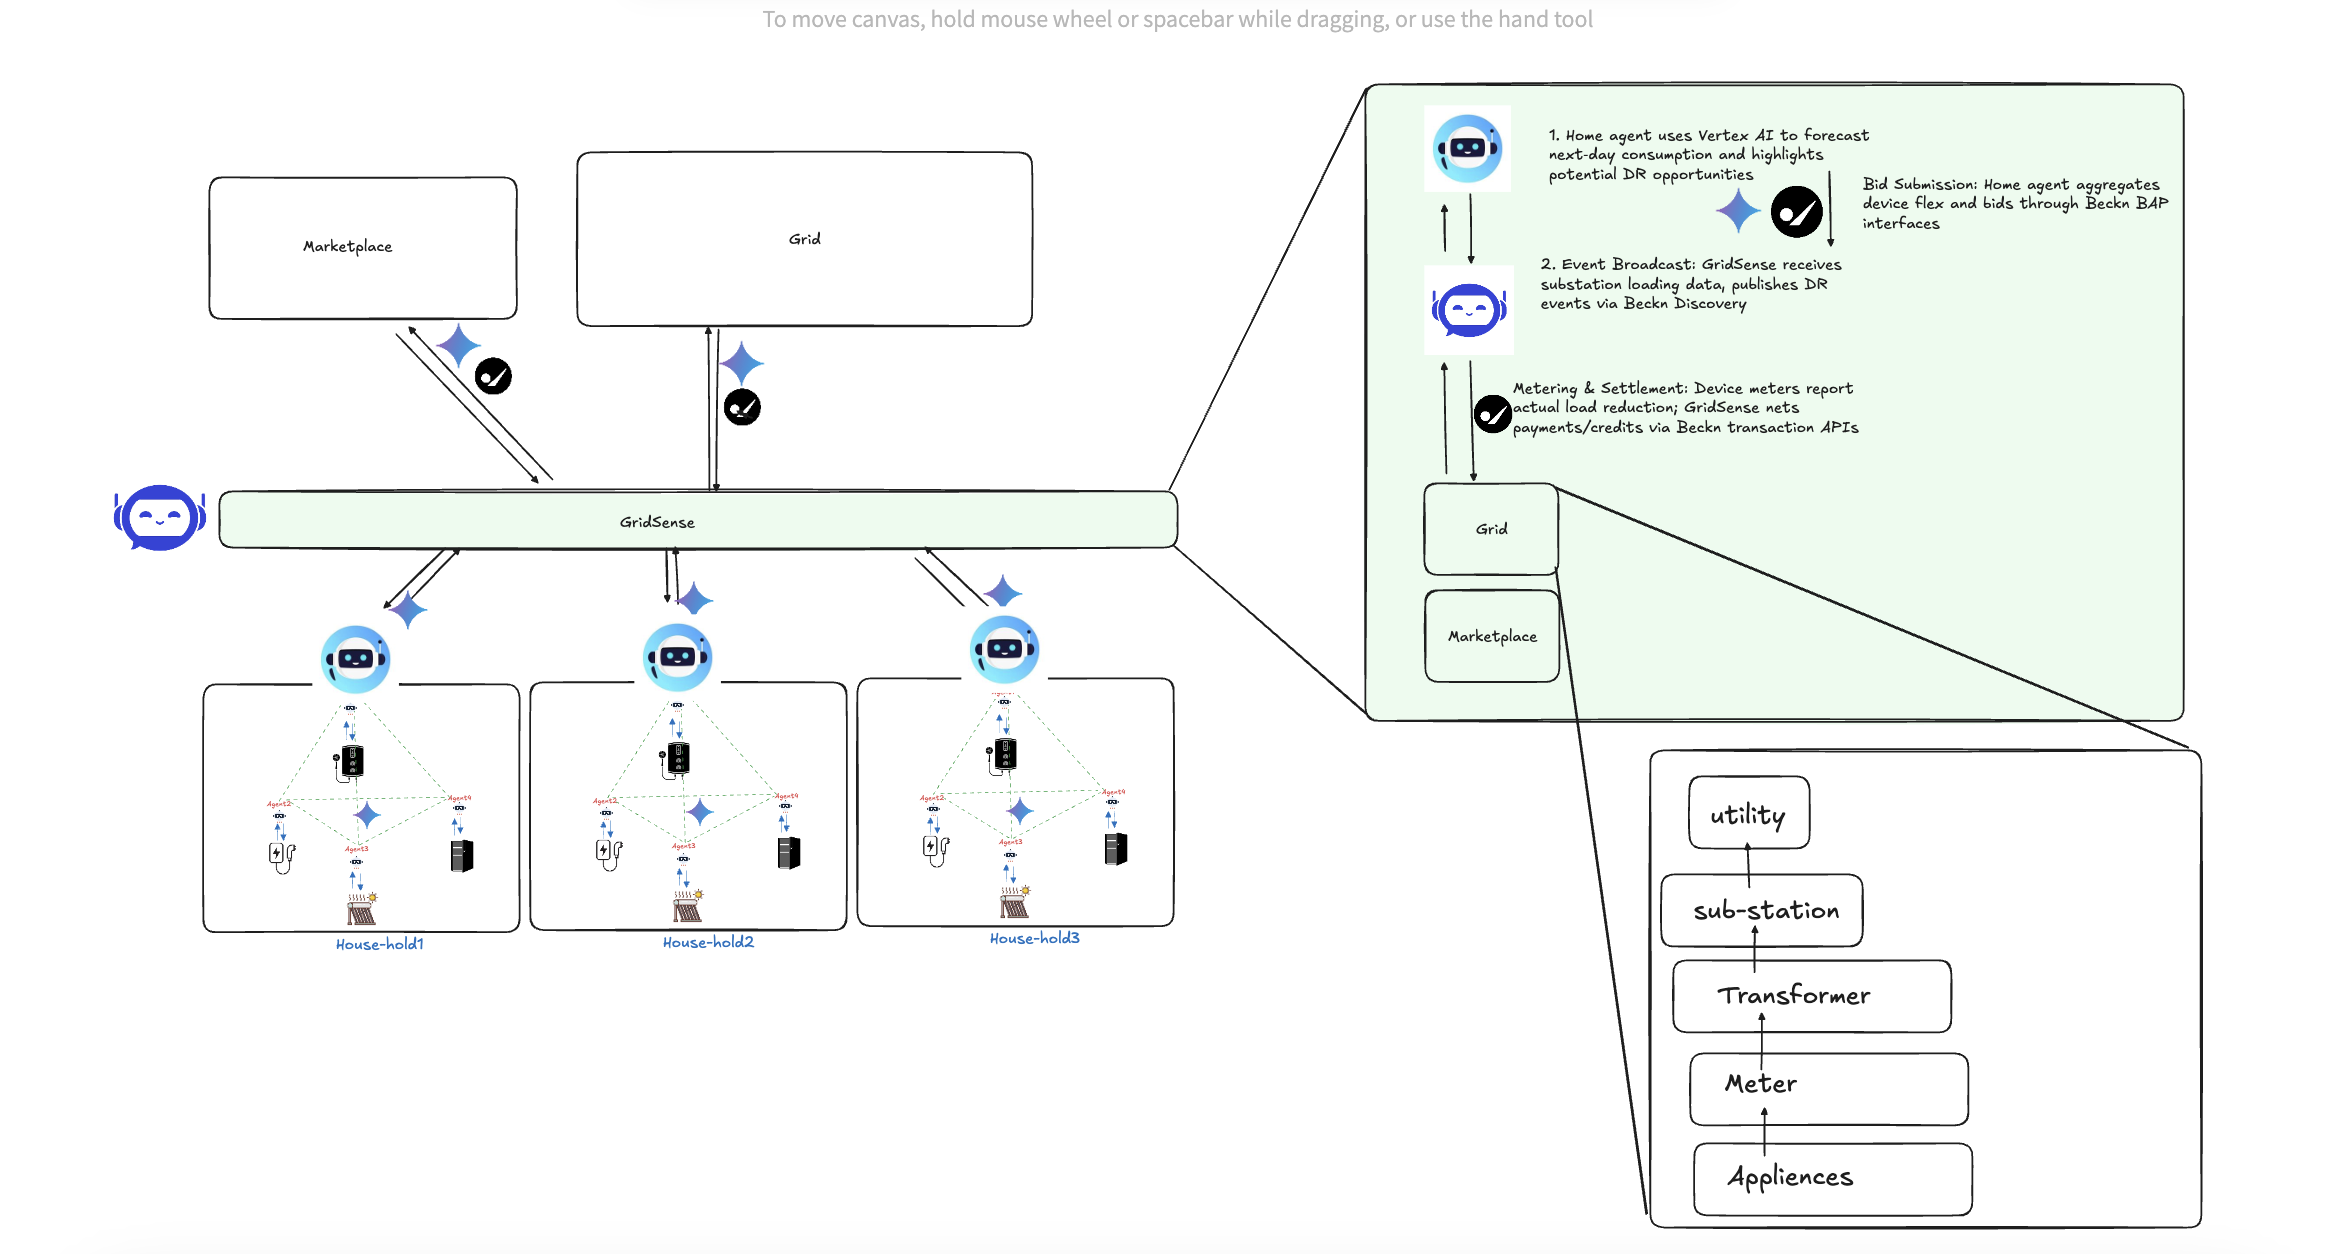 To move canvas, hold mouse wheel or spacebar while dragging, or use the hand tool
Marketplace
Grid
GridSense
Agent2
Agent4
Agent3
House-hold1
Agent2
Agent4
Agent3
House-hold2
Agent2
Agent4
Agent3
House-hold3
1. Home agent uses Vertex AI to forecast
next-day consumption and highlights
potential DR opportunities
Bid Submission: Home agent aggregates
device flex and bids through Beckn BAP
interfaces
2. Event Broadcast: GridSense receives
substation loading data, publishes DR
events via Beckn Discovery
Metering & Settlement: Device meters report
actual load reduction; GridSense nets
payments/credits via Beckn transaction APIs
Grid
Marketplace
utility
sub-station
Transformer
Meter
Appliences